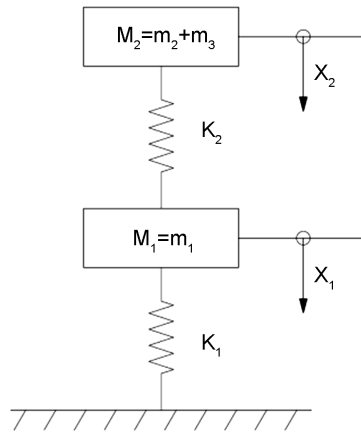 M₂=m₂+m₃
X₂
K₂
M₁=m₁
X₁
K₁